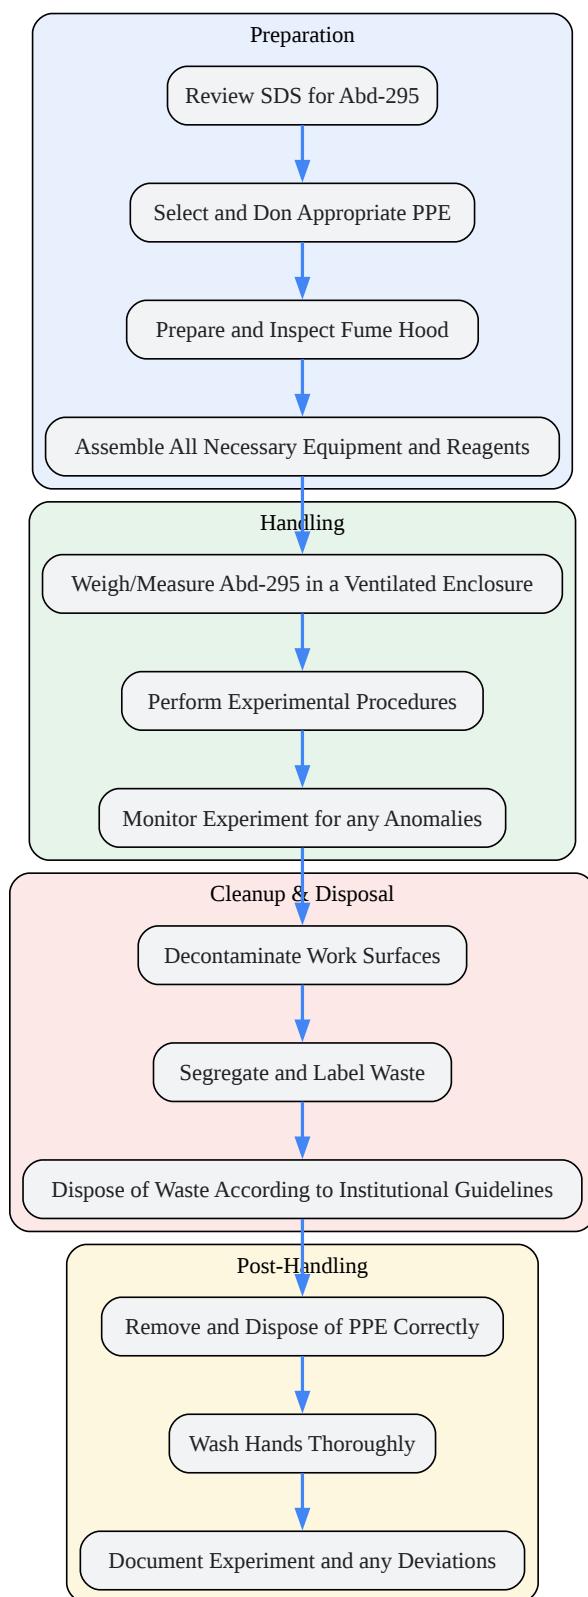 Preparation
Review SDS for Abd-295
Select and Don Appropriate PPE
Prepare and Inspect Fume Hood
Assemble All Necessary Equipment and Reagents
Handling
Weigh/Measure Abd-295 in a Ventilated Enclosure
Perform Experimental Procedures
Monitor Experiment for any Anomalies
Cleanup & Disposal
Decontaminate Work Surfaces
Segregate and Label Waste
Dispose of Waste According to Institutional Guidelines
Post-Handling
Remove and Dispose of PPE Correctly
Wash Hands Thoroughly
Document Experiment and any Deviations